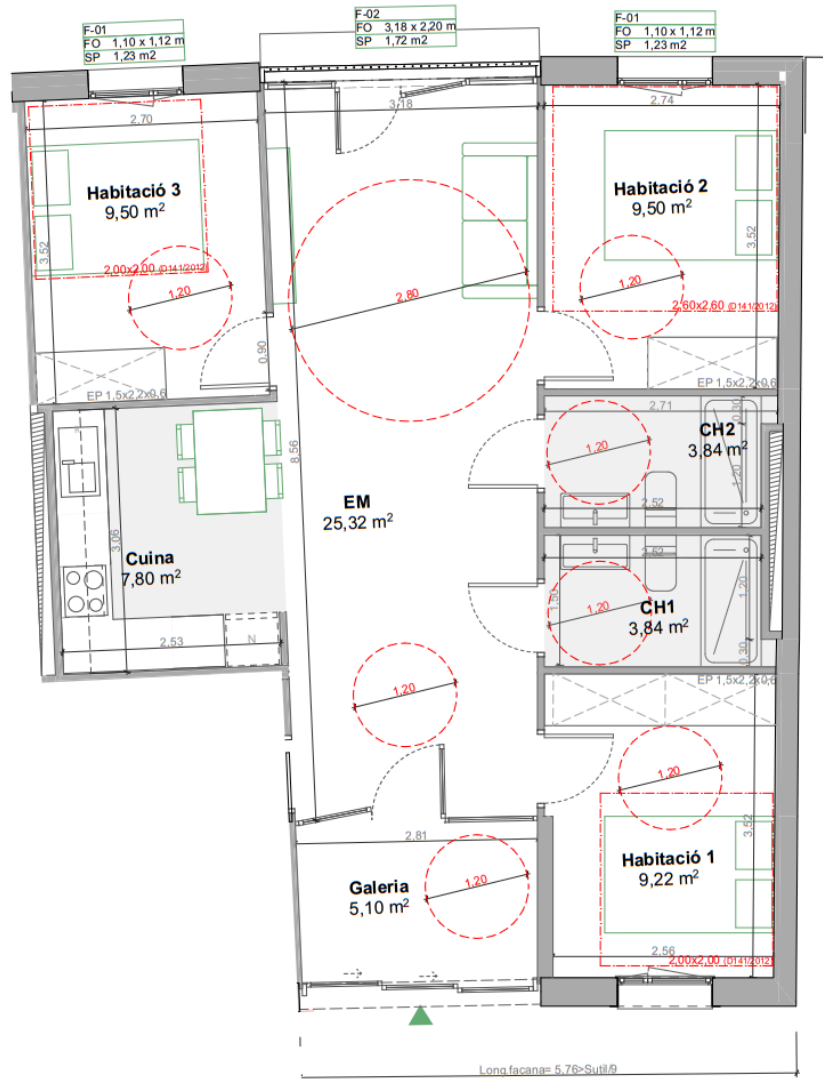 F-01
FO 1,10 x 1,12 m
SP 1,23 m2
F-02
FO 3,18 x 2,20 m
SP 1,72 m2
F-01
FO 1,10 x 1,12 m
SP 1,23 m2
2,70
3,18
2,74
Habitació 3
9,50 m²
3,52
2,00x2,00 (D141/2012)
1,20
0,90
EP 1,5x2,2x0,6
2,80
Habitació 2
9,50 m²
3,52
1,20
2,60x2,60 (D141/2012)
EP 1,5x2,2x0,6
8,56
EM
25,32 m²
2,71
0,30
CH2
3,84 m²
1,20
1,20
2,52
3,06
Cuina
7,80 m²
2,53
N
2,52
1,50
1,20
CH1
3,84 m²
1,20
0,30
EP 1,5x2,2x0,6
1,20
1,20
3,52
Habitació 1
9,22 m²
2,56
2,00x2,00 (D141/2012)
2,81
Galeria
5,10 m²
1,20
Long.façana= 5,76>Sutil/9